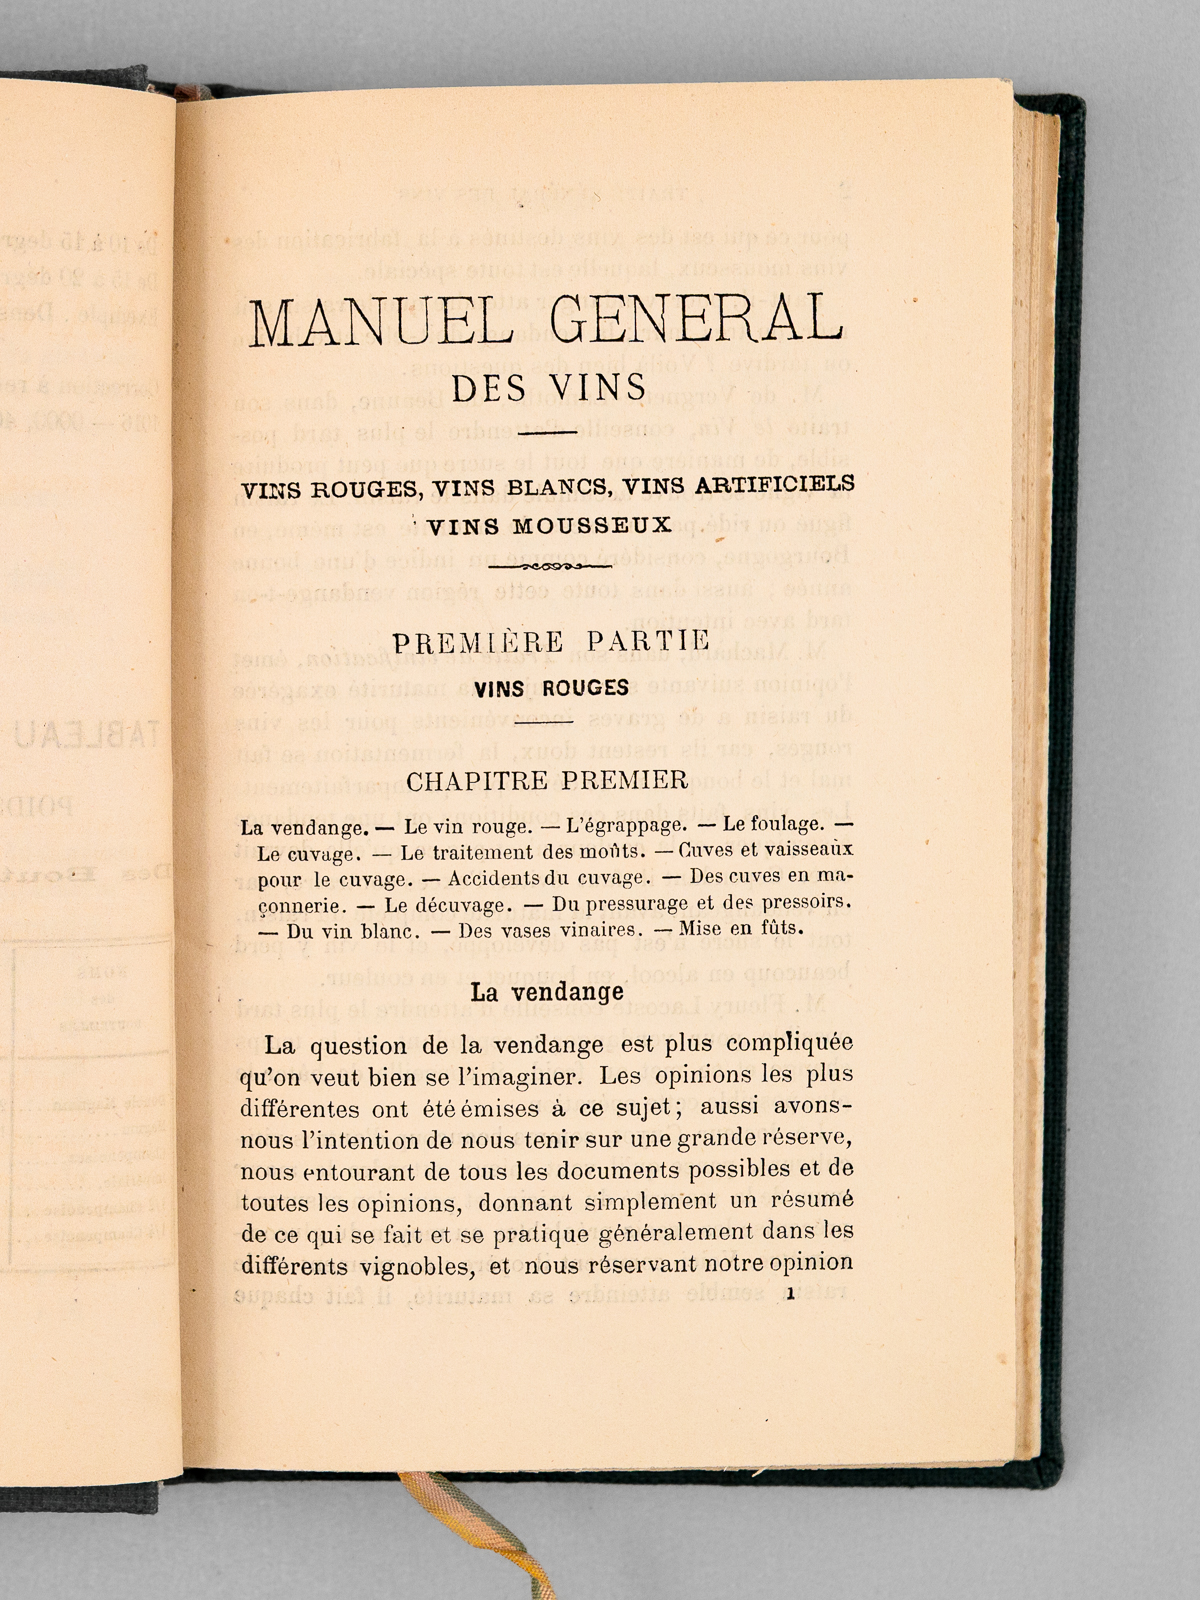 MANUEL GENERAL
DES VINS
VINS ROUGES, VINS BLANCS, VINS ARTIFICIELS
VINS MOUSSEUX
PREMIÈRE PARTIE
VINS ROUGES
CHAPITRE PREMIER
La vendange. — Le vin rouge. — L'égrappage. — Le foulage. —
Le cuvage. — Le traitement des moûts. — Cuves et vaisseaux
pour le cuvage. — Accidents du cuvage. — Des cuves en ma-
çonnerie. — Le décuvage. — Du pressurage et des pressoirs.
— Du vin blanc. — Des vases vinaires. — Mise en fûts.
La vendange
La question de la vendange est plus compliquée
qu'on veut bien se l'imaginer. Les opinions les plus
différentes ont été émises à ce sujet; aussi avons-
nous l'intention de nous tenir sur une grande réserve,
nous entourant de tous les documents possibles et de
toutes les opinions, donnant simplement un résumé
de ce qui se fait et se pratique généralement dans les
différents vignobles, et nous réservant notre opinion
1